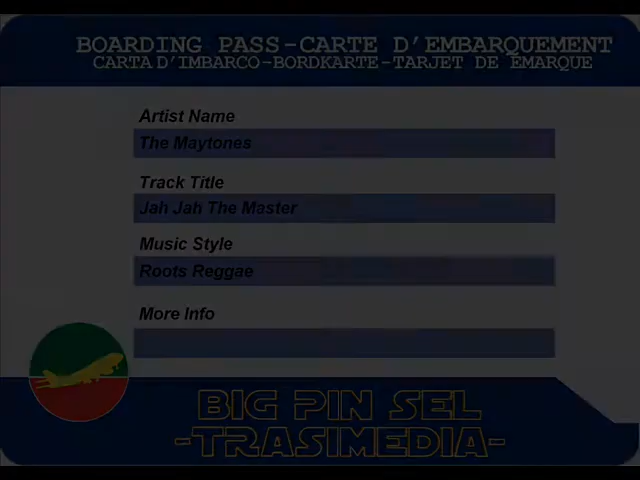 BOARDING PASS-CARTE D'EMBARQUEMENT
CARTA D'IMBARCO-BORDKARTE-TARJET DE EMARQUE
Artist Name
The Maytones
Track Title
Jah Jah The Master
Music Style
Roots Reggae
More Info
BIG PIN SEL
-TRASIMEDIA-